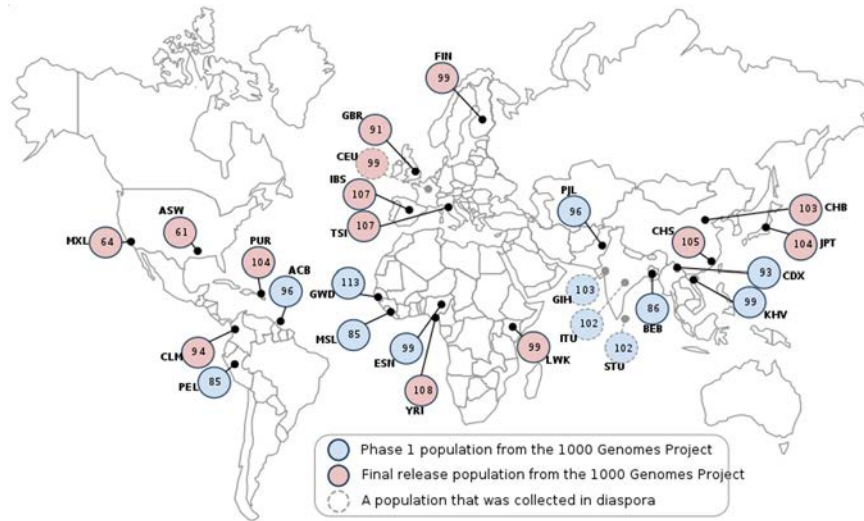 FIN
99
GBR
91
CEU
99
IBS
107
TSI
107
PJL
96
CHB
103
CHS
105
JPT
104
MXL
64
ASW
61
PUR
104
ACB
96
GWD
113
MSL
85
ESN
99
YRI
108
LWK
99
GIH
103
ITU
102
STU
102
BEB
86
CDX
93
KHV
99
CLM
94
PEL
85
Phase 1 population from the 1000 Genomes Project
Final release population from the 1000 Genomes Project
A population that was collected in diaspora